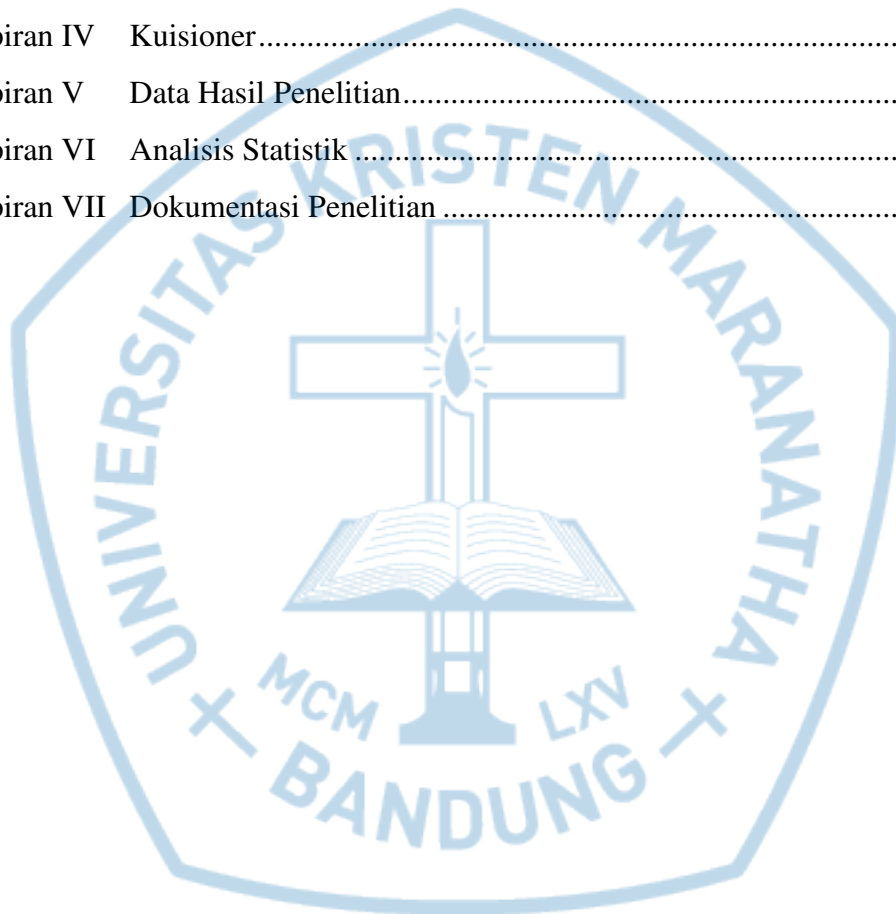 piran IV Kuisioner................................................................................
piran V Data Hasil Penelitian..............................................................
piran VI Analisis Statistik....................................................................
piran VII Dokumentasi Penelitian.........................................................
UNIVERSITAS KRISTEN MARANATHA
MCM LXV
BANDUNG